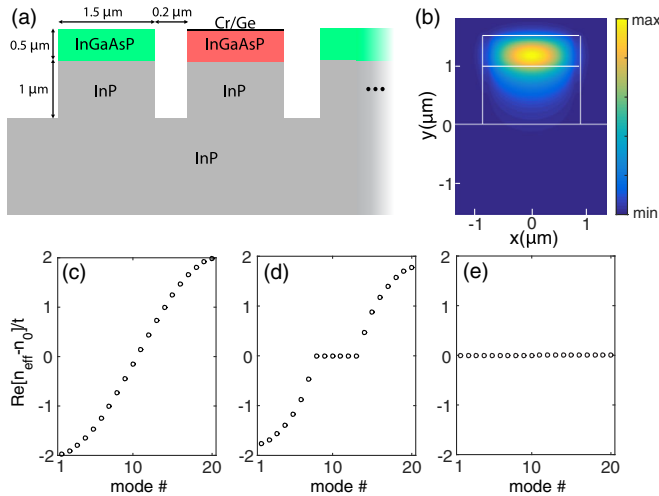 (a)
1.5 µm
0.2 µm
Cr/Ge
0.5 µm
InGaAsP
InGaAsP
1 µm
InP
InP
InP
(b)
y(µm)
1
0
-1
-1
0
1
x(µm)
max
min
Re[n_eff-n_0]/t
(c)
2
1
0
-1
-2
1
10
20
mode #
(d)
2
1
0
-1
-2
1
10
20
mode #
(e)
2
1
0
-1
-2
1
10
20
mode #